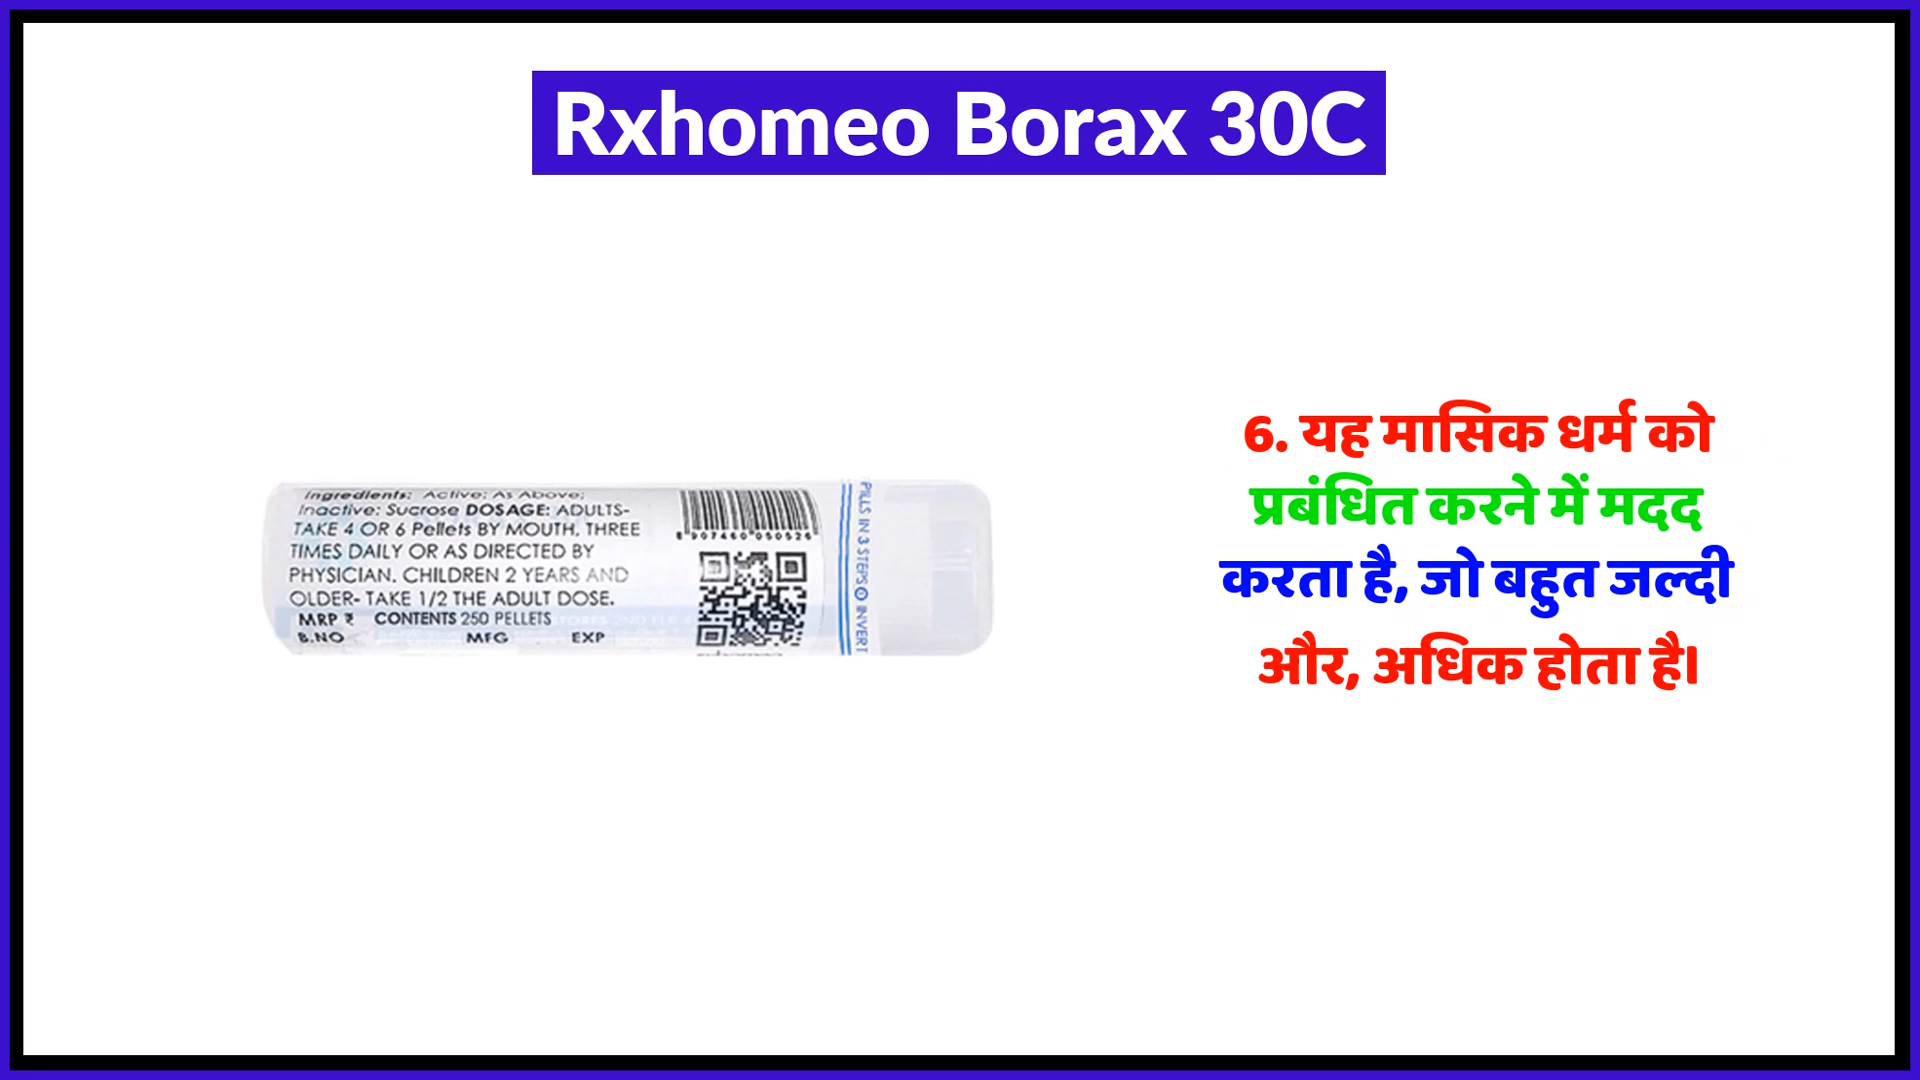 Rxhomeo Borax 30C
Ingredients: Active: As Above;
Inactive: Sucrose DOSAGE: ADULTS-
TAKE 4 OR 6 Pellets BY MOUTH, THREE
TIMES DAILY OR AS DIRECTED BY
PHYSICIAN. CHILDREN 2 YEARS AND
OLDER- TAKE 1/2 THE ADULT DOSE.
MRP ₹ CONTENTS 250 PELLETS
B.NO MFG EXP
8 907460 050526
PILLS IN 3 STEPS INVERT
6. यह मासिक धर्म को
प्रबंधित करने में मदद
करता है, जो बहुत जल्दी
और, अधिक होता है।